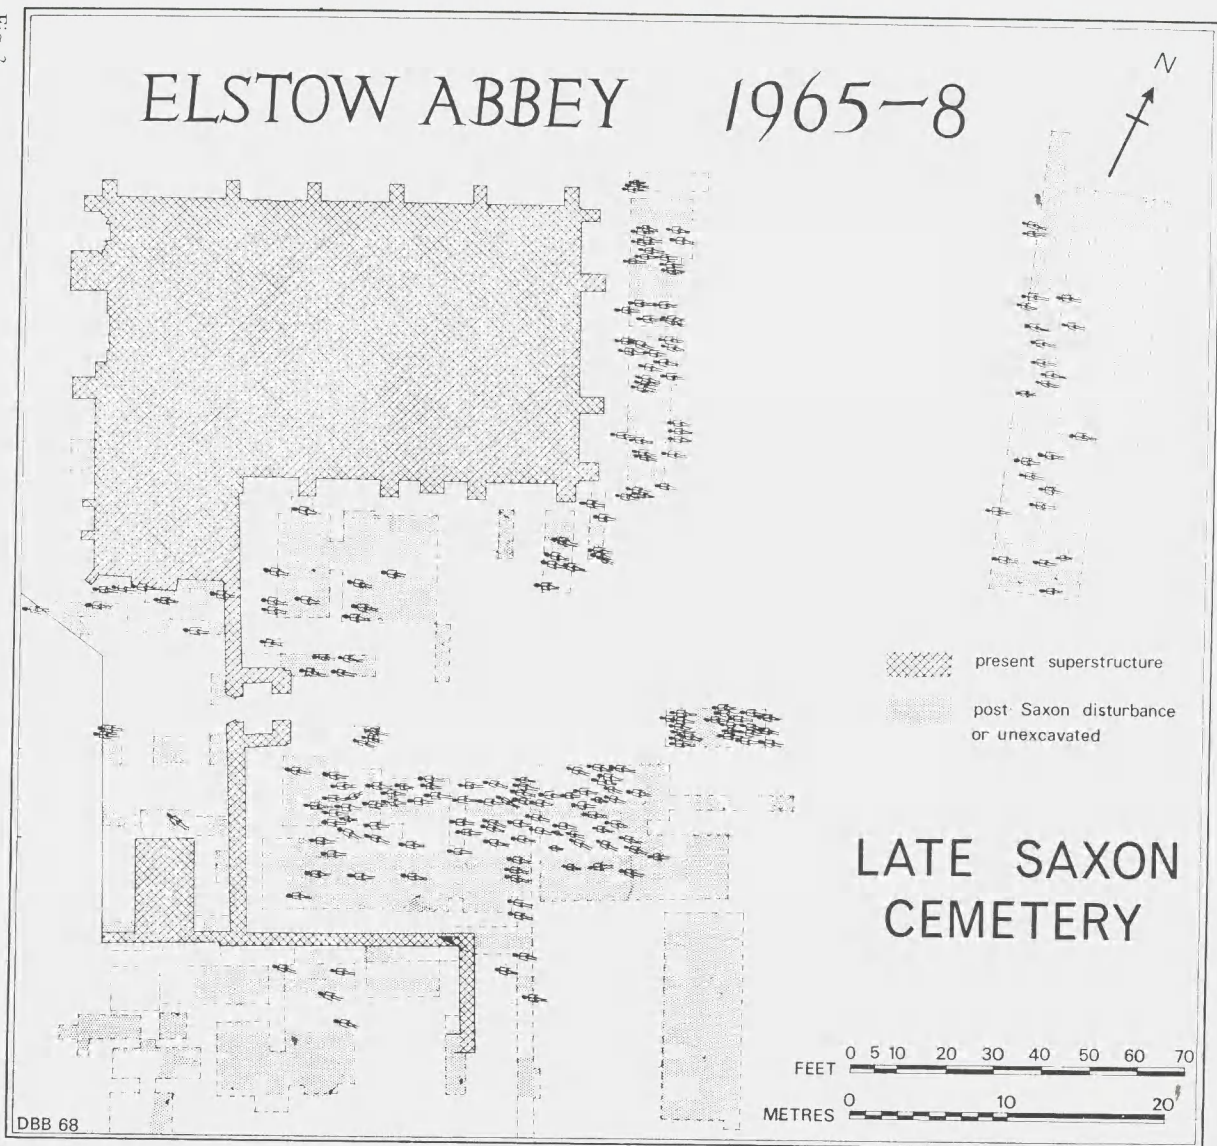 ELSTOW ABBEY 1965-8
N
present superstructure
post Saxon disturbance
or unexcavated
LATE SAXON
CEMETERY
FEET 0 5 10 20 30 40 50 60 70
METRES 0 10 20
DBB 68